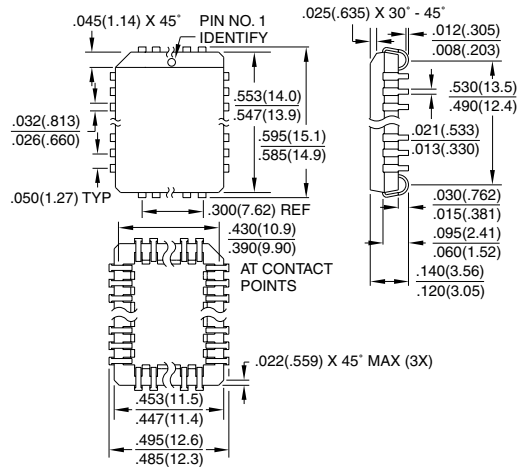 .045(1.14) X 45˚
PIN NO. 1
IDENTIFY
.025(.635) X 30˚ - 45˚
.012(.305)
.008(.203)
.553(14.0)
.547(13.9)
.530(13.5)
.490(12.4)
.032(.813)
.026(.660)
.595(15.1)
.585(14.9)
.021(.533)
.013(.330)
.050(1.27) TYP
.300(7.62) REF
.030(.762)
.015(.381)
.430(10.9)
.390(9.90)
AT CONTACT
POINTS
.095(2.41)
.060(1.52)
.140(3.56)
.120(3.05)
.022(.559) X 45˚ MAX (3X)
.453(11.5)
.447(11.4)
.495(12.6)
.485(12.3)